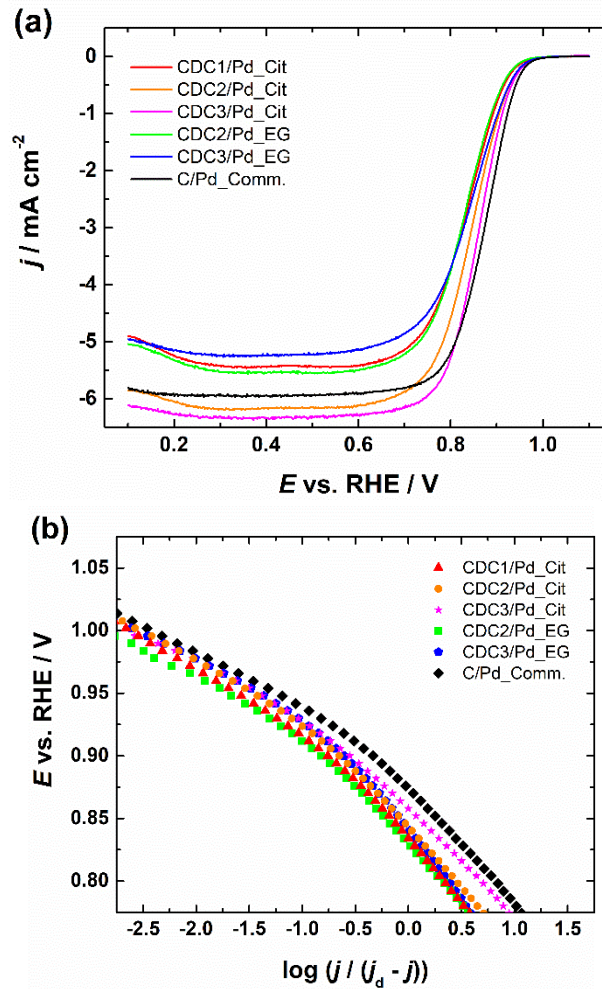 (a)
0
-1
-2
-3
-4
-5
-6
j / mA cm⁻²
CDC1/Pd_Cit
CDC2/Pd_Cit
CDC3/Pd_Cit
CDC2/Pd_EG
CDC3/Pd_EG
C/Pd_Comm.
0.2 0.4 0.6 0.8 1.0
E vs. RHE / V
(b)
1.05
1.00
0.95
0.90
0.85
0.80
E vs. RHE / V
CDC1/Pd_Cit
CDC2/Pd_Cit
CDC3/Pd_Cit
CDC2/Pd_EG
CDC3/Pd_EG
C/Pd_Comm.
-2.5 -2.0 -1.5 -1.0 -0.5 0.0 0.5 1.0 1.5
log (j / (j_d - j))